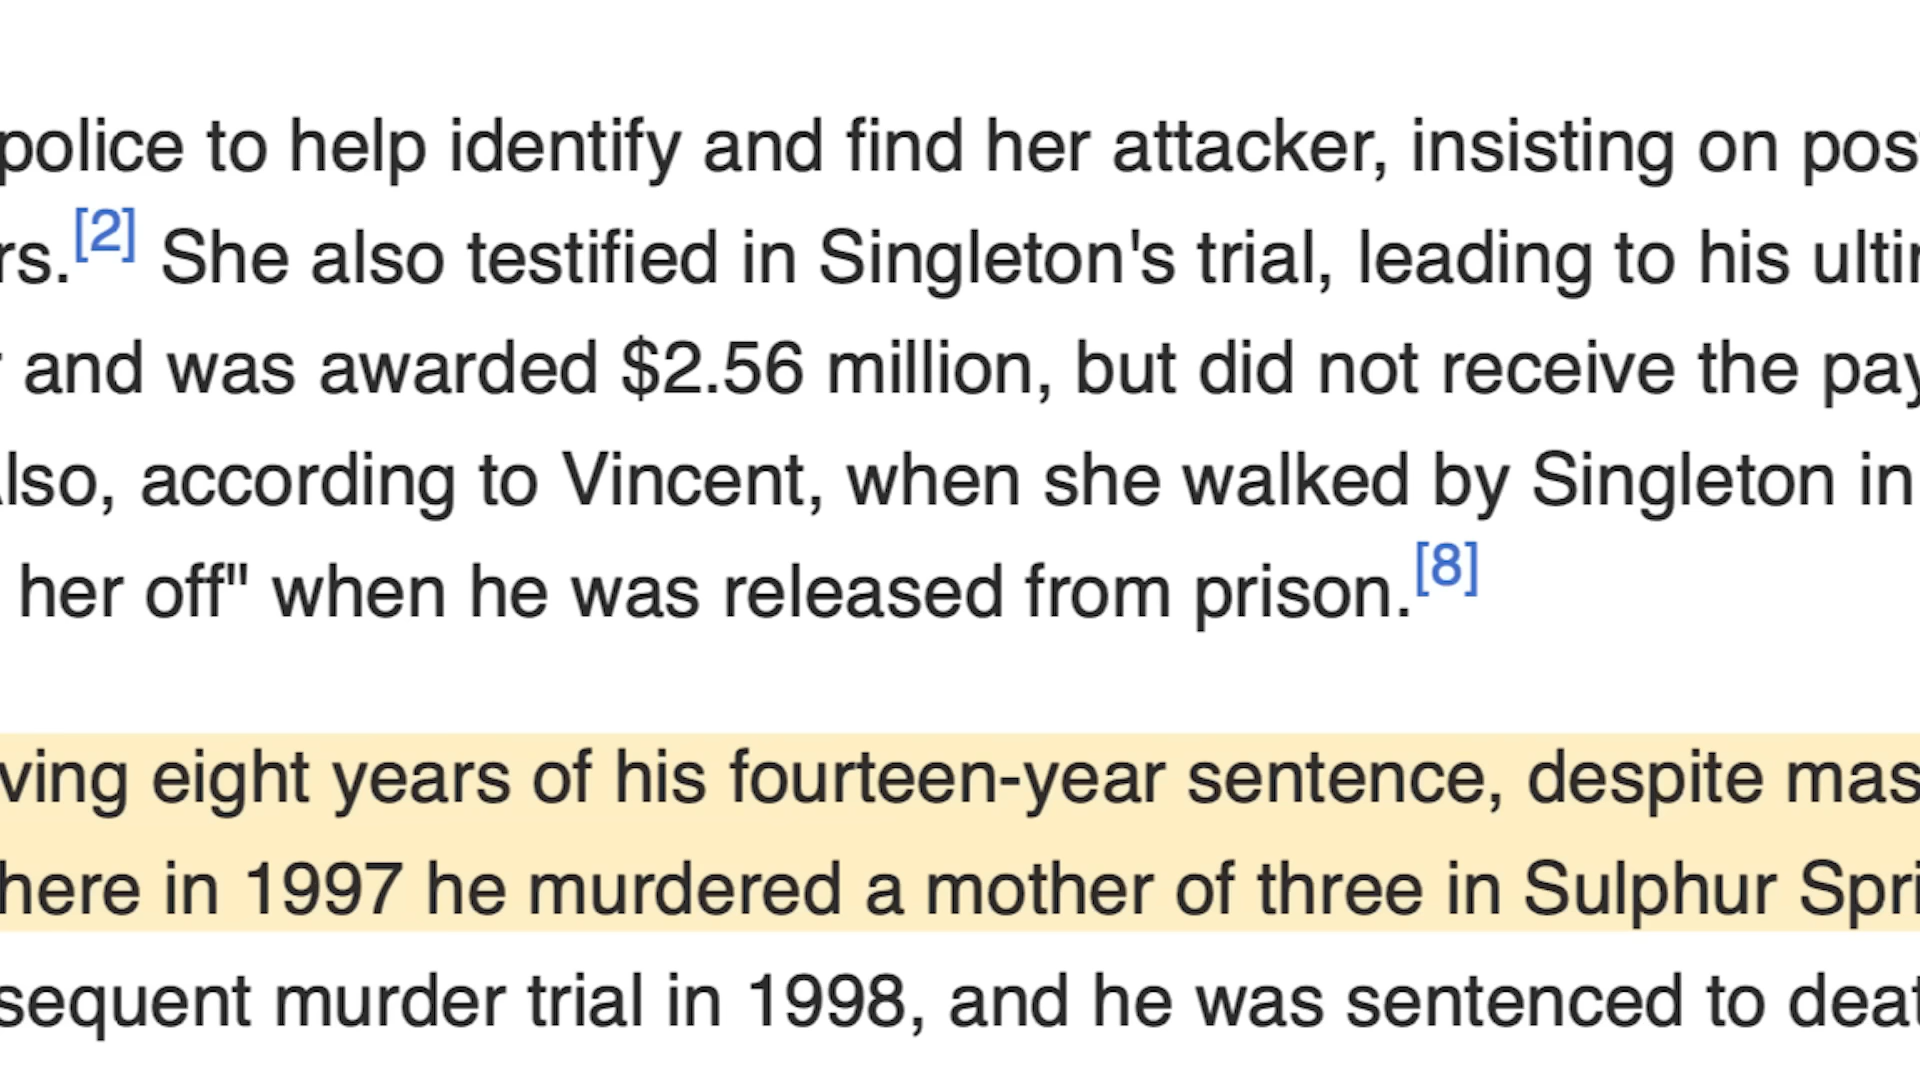 police to help identify and find her attacker, insisting on pos
rs.[2] She also testified in Singleton's trial, leading to his ulti
and was awarded $2.56 million, but did not receive the pay
lso, according to Vincent, when she walked by Singleton in
her off" when he was released from prison.[8]
ving eight years of his fourteen-year sentence, despite mas
here in 1997 he murdered a mother of three in Sulphur Spri
sequent murder trial in 1998, and he was sentenced to deat